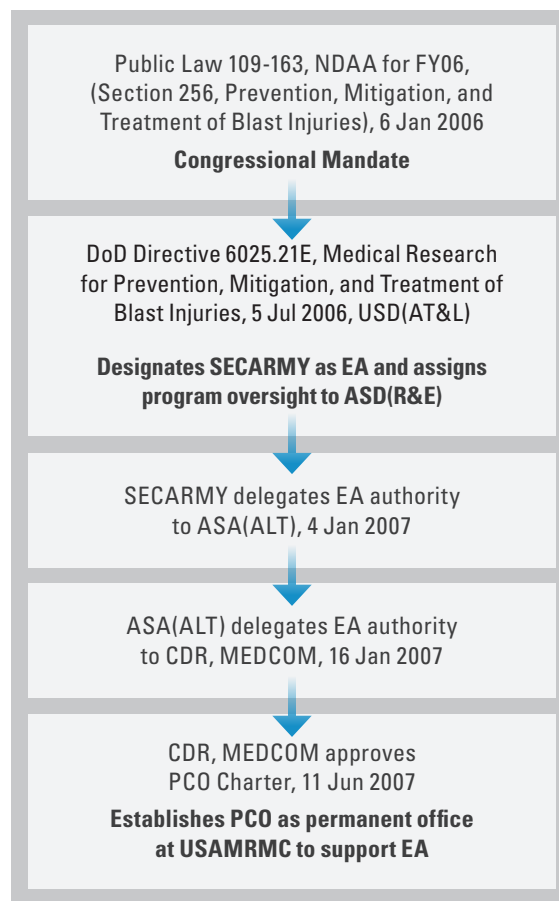 Public Law 109-163, NDAA for FY06,
(Section 256, Prevention, Mitigation, and
Treatment of Blast Injuries), 6 Jan 2006
Congressional Mandate
DoD Directive 6025.21E, Medical Research
for Prevention, Mitigation, and Treatment of
Blast Injuries, 5 Jul 2006, USD(AT&L)
Designates SECARMY as EA and assigns
program oversight to ASD(R&E)
SECARMY delegates EA authority
to ASA(ALT), 4 Jan 2007
ASA(ALT) delegates EA authority
to CDR, MEDCOM, 16 Jan 2007
CDR, MEDCOM approves
PCO Charter, 11 Jun 2007
Establishes PCO as permanent office
at USAMRMC to support EA